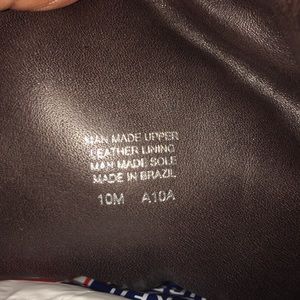 MAN MADE UPPER
LEATHER LINING
MAN MADE SOLE
MADE IN BRAZIL
10M A10A